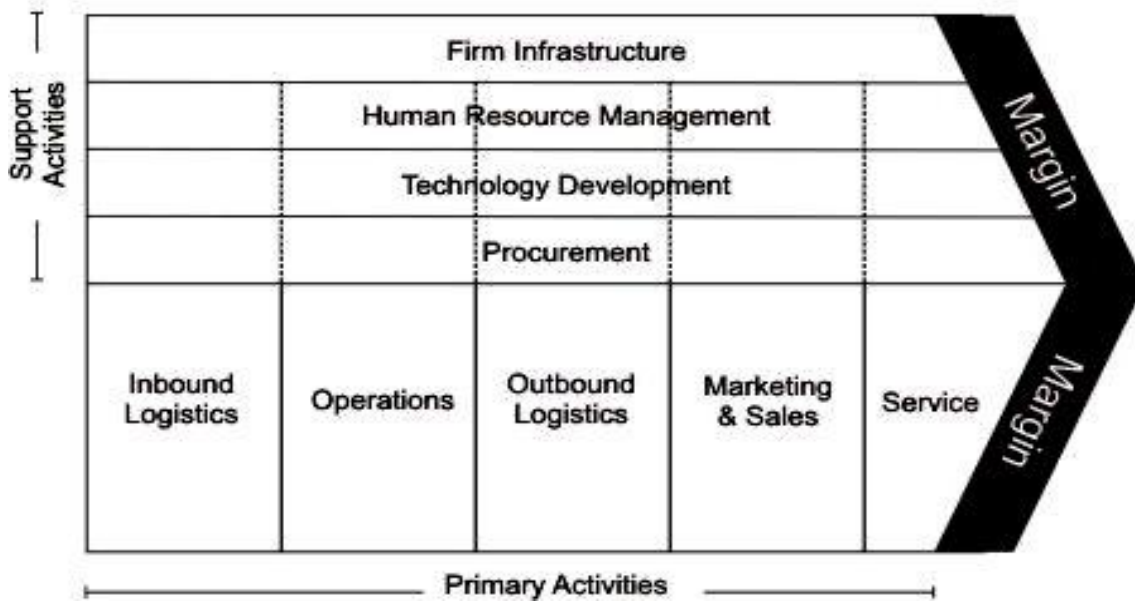 Support
Activities
Firm Infrastructure
Human Resource Management
Technology Development
Procurement
Inbound
Logistics
Operations
Outbound
Logistics
Marketing
& Sales
Service
Margin
Margin
Primary Activities